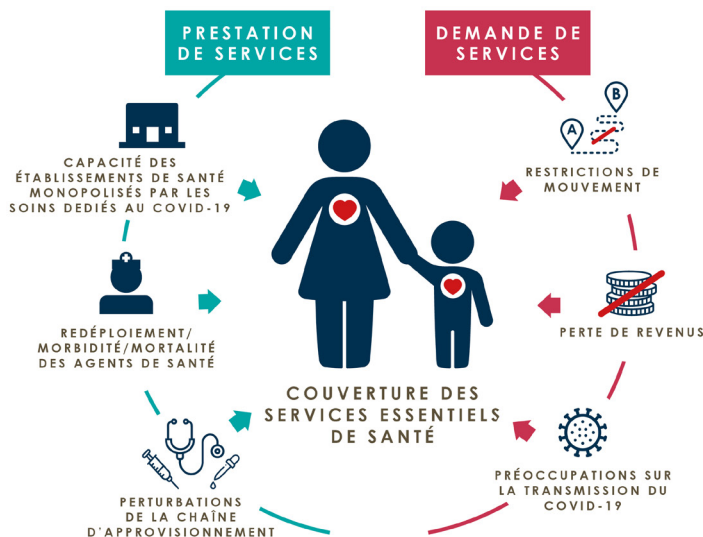 PRESTATION
DE SERVICES
DEMANDE DE
SERVICES
CAPACITÉ DES
ÉTABLISSEMENTS DE SANTÉ
MONOPOLISÉS PAR LES
SOINS DEDIÉS AU COVID-19
REDÉPLOIEMENT/
MORBIDITÉ/MORTALITÉ
DES AGENTS DE SANTÉ
PERTURBATIONS
DE LA CHAÎNE
D'APPROVISIONNEMENT
COUVERTURE DES
SERVICES ESSENTIELS
DE SANTÉ
A
B
RESTRICTIONS DE
MOUVEMENT
PERTE DE REVENUS
PRÉOCCUPATIONS SUR
LA TRANSMISSION DU
COVID-19